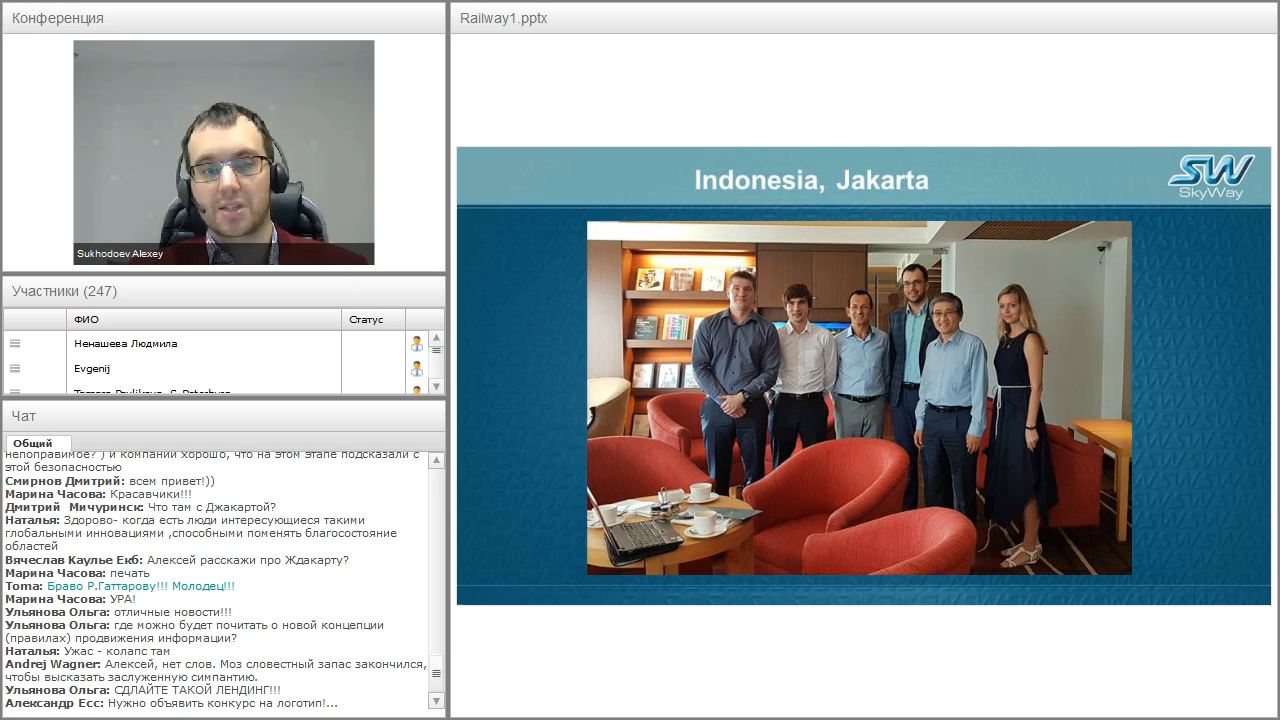 Конференция
Sukhodoev Alexey
Участники (247)
ФИО
Статус
Ненашева Людмила
Evgenij
Чат
Общий
непоправимое? ) и компании хорошо, что на этом этапе подсказали с
этой безопасностью
Смирнов Дмитрий: всем привет!))
Марина Часова: Красавчики!!!
Дмитрий Мичуринск: Что там с Джакартой?
Наталья: Здорово- когда есть люди интересующиеся такими
глобальными инновациями ,способными поменять благосостояние
областей
Вячеслав Каулье Екб: Алексей расскажи про Ждакарту?
Марина Часова: печать
Toma: Браво Р.Гаттарову!!! Молодец!!!
Марина Часова: УРА!
Ульянова Ольга: отличные новости!!!
Ульянова Ольга: где можно будет почитать о новой концепции
(правилах) продвижения информации?
Наталья: Ужас - колапс там
Andrej Wagner: Алексей, нет слов. Моз словестный запас закончился,
чтобы высказать заслуженную симпантию.
Ульянова Ольга: СДЛАЙТЕ ТАКОЙ ЛЕНДИНГ!!!
Александр Есс: Нужно объявить конкурс на логотип!...
Railway1.pptx
Indonesia, Jakarta
SW
SkyWay